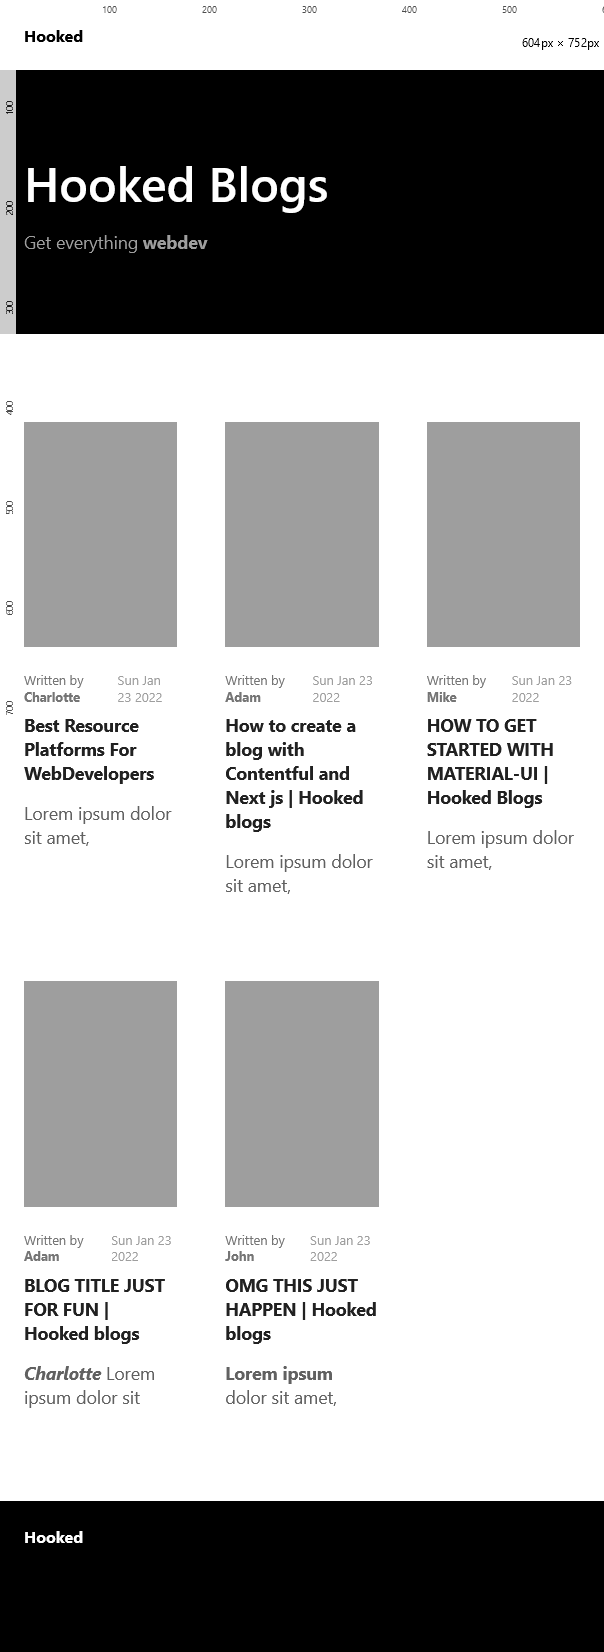 100 200 300 400 500
Hooked
604px × 752px
100
200
300
400
500
600
700
Hooked Blogs
Get everything webdev
Written by
Charlotte
Sun Jan
23 2022
Best Resource
Platforms For
WebDevelopers
Lorem ipsum dolor
sit amet,
Written by
Adam
Sun Jan 23
2022
How to create a
blog with
Contentful and
Next js | Hooked
blogs
Lorem ipsum dolor
sit amet,
Written by
Mike
Sun Jan 23
2022
HOW TO GET
STARTED WITH
MATERIAL-UI |
Hooked Blogs
Lorem ipsum dolor
sit amet,
Written by
Adam
Sun Jan 23
2022
BLOG TITLE JUST
FOR FUN |
Hooked blogs
Charlotte Lorem
ipsum dolor sit
Written by
John
Sun Jan 23
2022
OMG THIS JUST
HAPPEN | Hooked
blogs
Lorem ipsum
dolor sit amet,
Hooked